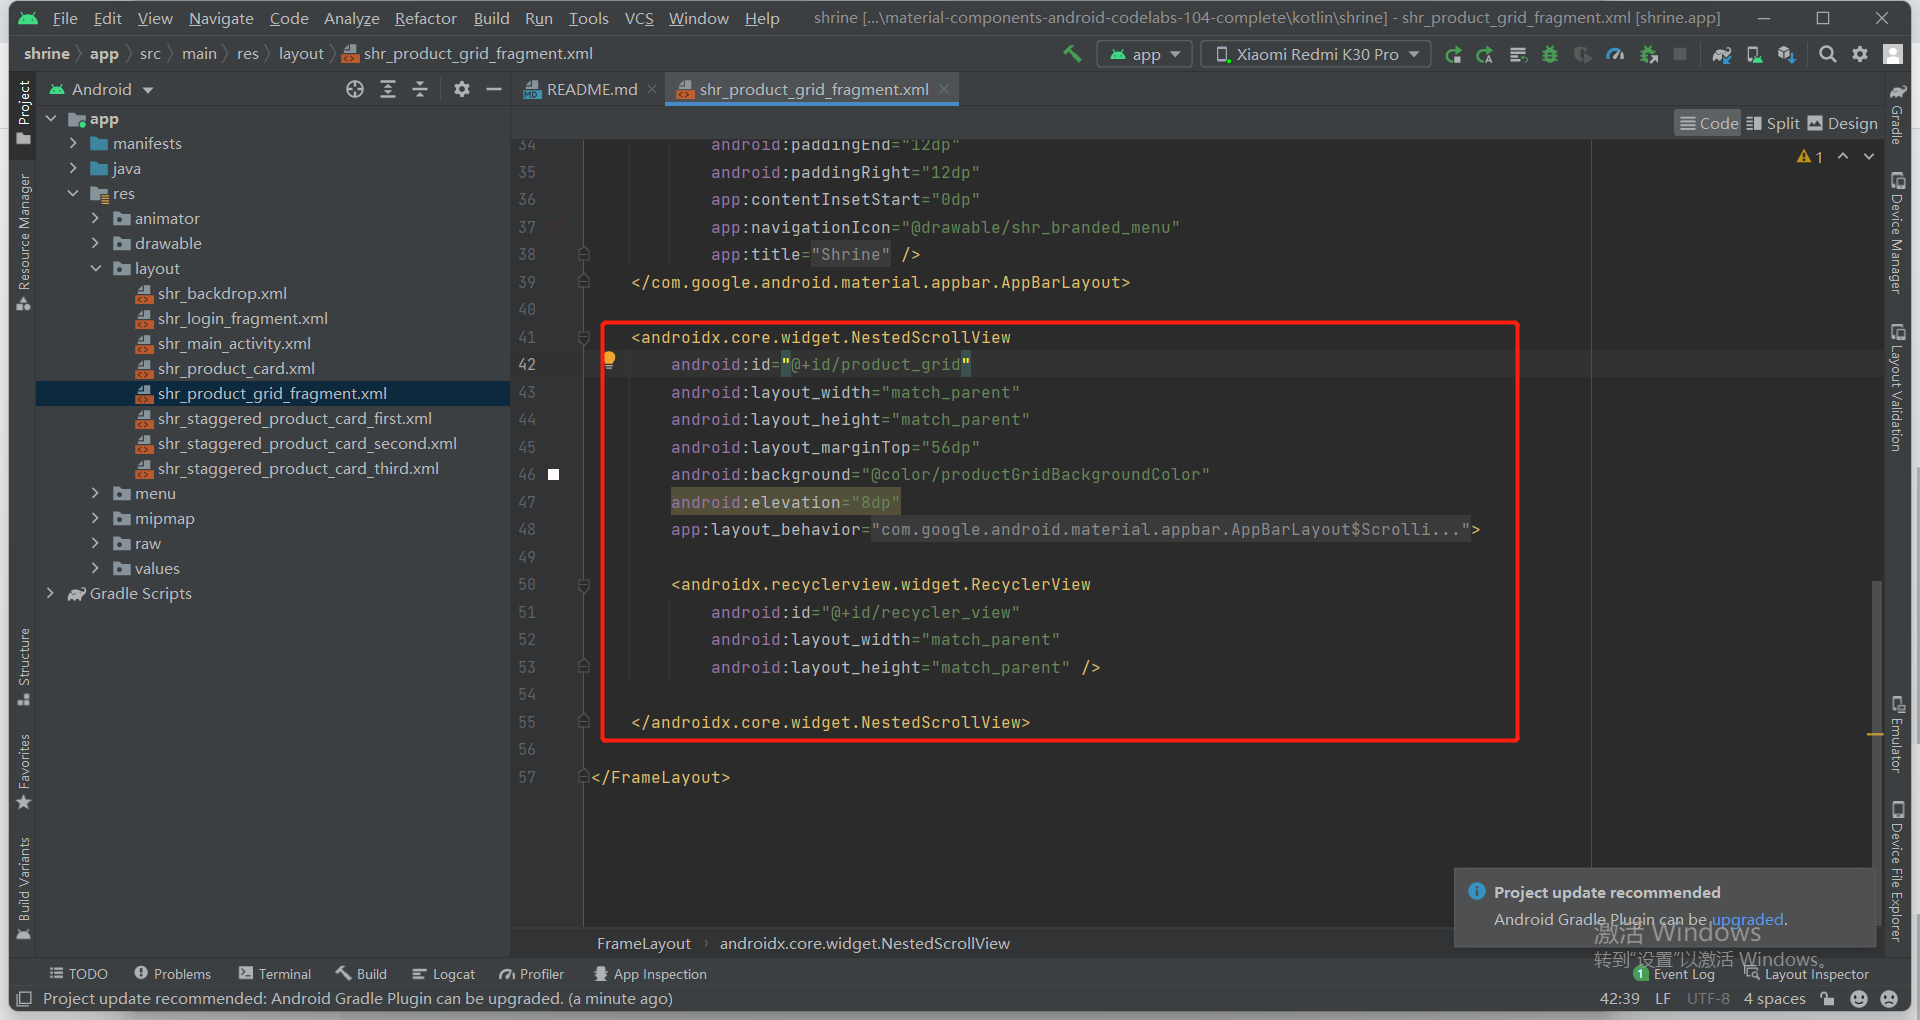 File Edit View Navigate Code Analyze Refactor Build Run Tools VCS Window Help shrine [...\material-components-android-codelabs-104-complete\kotlin\shrine] - shr_product_grid_fragment.xml [shrine.app]
shrine app src main res layout shr_product_grid_fragment.xml app Xiaomi Redmi K30 Pro
Android README.md shr_product_grid_fragment.xml
Code Split Design
Project
Resource Manager
Structure
Favorites
Build Variants
app
manifests
java
res
animator
drawable
layout
shr_backdrop.xml
shr_login_fragment.xml
shr_main_activity.xml
shr_product_card.xml
shr_product_grid_fragment.xml
shr_staggered_product_card_first.xml
shr_staggered_product_card_second.xml
shr_staggered_product_card_third.xml
menu
mipmap
raw
values
Gradle Scripts
1
34 android:paddingEnd="12dp"
35 android:paddingRight="12dp"
36 app:contentInsetStart="0dp"
37 app:navigationIcon="@drawable/shr_branded_menu"
38 app:title="Shrine" />
39 </com.google.android.material.appbar.AppBarLayout>
40
41 <androidx.core.widget.NestedScrollView
42 android:id="@+id/product_grid"
43 android:layout_width="match_parent"
44 android:layout_height="match_parent"
45 android:layout_marginTop="56dp"
46 android:background="@color/productGridBackgroundColor"
47 android:elevation="8dp"
48 app:layout_behavior="com.google.android.material.appbar.AppBarLayout$Scrolli...">
49
50 <androidx.recyclerview.widget.RecyclerView
51 android:id="@+id/recycler_view"
52 android:layout_width="match_parent"
53 android:layout_height="match_parent" />
54
55 </androidx.core.widget.NestedScrollView>
56
57 </FrameLayout>
Gradle
Device Manager
Layout Validation
Emulator
Device File Explorer
Project update recommended
Android Gradle Plugin can be upgraded.
激活 Windows
转到“设置”以激活 Windows。
FrameLayout androidx.core.widget.NestedScrollView
TODO Problems Terminal Build Logcat Profiler App Inspection 1 Event Log Layout Inspector
Project update recommended: Android Gradle Plugin can be upgraded. (a minute ago) 42:39 LF UTF-8 4 spaces